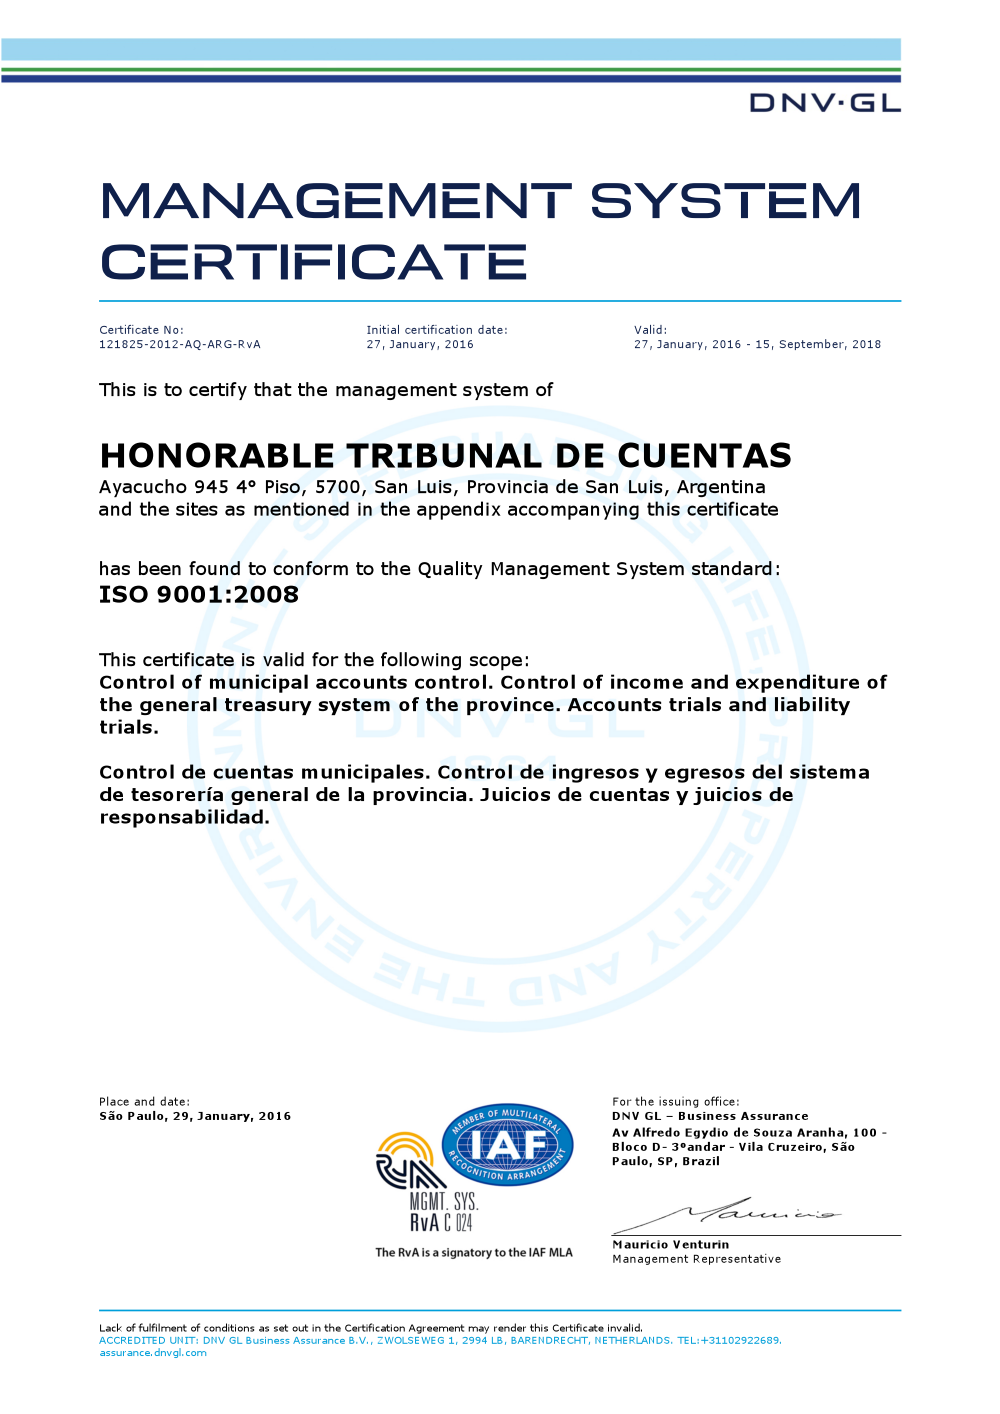 DNV·GL
MANAGEMENT SYSTEM
CERTIFICATE
Certificate No:
121825-2012-AQ-ARG-RvA
Initial certification date:
27, January, 2016
Valid:
27, January, 2016 - 15, September, 2018
This is to certify that the management system of
HONORABLE TRIBUNAL DE CUENTAS
Ayacucho 945 4º Piso, 5700, San Luis, Provincia de San Luis, Argentina
and the sites as mentioned in the appendix accompanying this certificate
has been found to conform to the Quality Management System standard:
ISO 9001:2008
This certificate is valid for the following scope:
Control of municipal accounts control. Control of income and expenditure of
the general treasury system of the province. Accounts trials and liability
trials.
Control de cuentas municipales. Control de ingresos y egresos del sistema
de tesorería general de la provincia. Juicios de cuentas y juicios de
responsabilidad.
SAFEGUARDING LIFE, PROPERTY AND THE ENVIRONMENT
DNV·GL
1864
Place and date:
São Paulo, 29, January, 2016
MEMBER OF MULTILATERAL
IAF
RECOGNITION ARRANGEMENT
RvA
MGMT. SYS.
RvA C 024
The RvA is a signatory to the IAF MLA
For the issuing office:
DNV GL – Business Assurance
Av Alfredo Egydio de Souza Aranha, 100 -
Bloco D- 3ºandar - Vila Cruzeiro, São
Paulo, SP, Brazil
Mauricio
Mauricio Venturin
Management Representative
Lack of fulfilment of conditions as set out in the Certification Agreement may render this Certificate invalid.
ACCREDITED UNIT: DNV GL Business Assurance B.V., ZWOLSEWEG 1, 2994 LB, BARENDRECHT, NETHERLANDS. TEL:+31102922689.
assurance.dnvgl.com